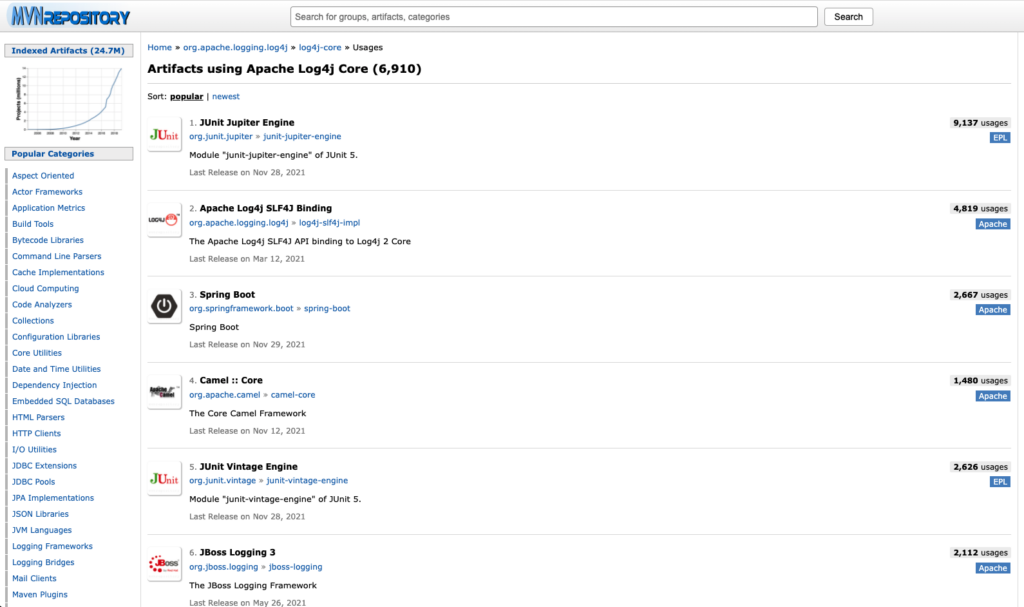 MVNREPOSITORY
Search for groups, artifacts, categories
Search
Indexed Artifacts (24.7M)
Projects (millions)
Year
Popular Categories
Aspect Oriented
Actor Frameworks
Application Metrics
Build Tools
Bytecode Libraries
Command Line Parsers
Cache Implementations
Cloud Computing
Code Analyzers
Collections
Configuration Libraries
Core Utilities
Date and Time Utilities
Dependency Injection
Embedded SQL Databases
HTML Parsers
HTTP Clients
I/O Utilities
JDBC Extensions
JDBC Pools
JPA Implementations
JSON Libraries
JVM Languages
Logging Frameworks
Logging Bridges
Mail Clients
Maven Plugins
Home » org.apache.logging.log4j » log4j-core » Usages
Artifacts using Apache Log4j Core (6,910)
Sort: popular | newest
JUnit
1. JUnit Jupiter Engine
9,137 usages
org.junit.jupiter » junit-jupiter-engine
EPL
Module "junit-jupiter-engine" of JUnit 5.
Last Release on Nov 28, 2021
LOG4J
2. Apache Log4j SLF4J Binding
4,819 usages
org.apache.logging.log4j » log4j-slf4j-impl
Apache
The Apache Log4j SLF4J API binding to Log4j 2 Core
Last Release on Mar 12, 2021
3. Spring Boot
2,667 usages
org.springframework.boot » spring-boot
Apache
Spring Boot
Last Release on Nov 29, 2021
Apache Camel
4. Camel :: Core
1,480 usages
org.apache.camel » camel-core
Apache
The Core Camel Framework
Last Release on Nov 12, 2021
JUnit
5. JUnit Vintage Engine
2,626 usages
org.junit.vintage » junit-vintage-engine
EPL
Module "junit-vintage-engine" of JUnit 5.
Last Release on Nov 28, 2021
JBoss
6. JBoss Logging 3
2,112 usages
org.jboss.logging » jboss-logging
Apache
The JBoss Logging Framework
Last Release on May 26, 2021